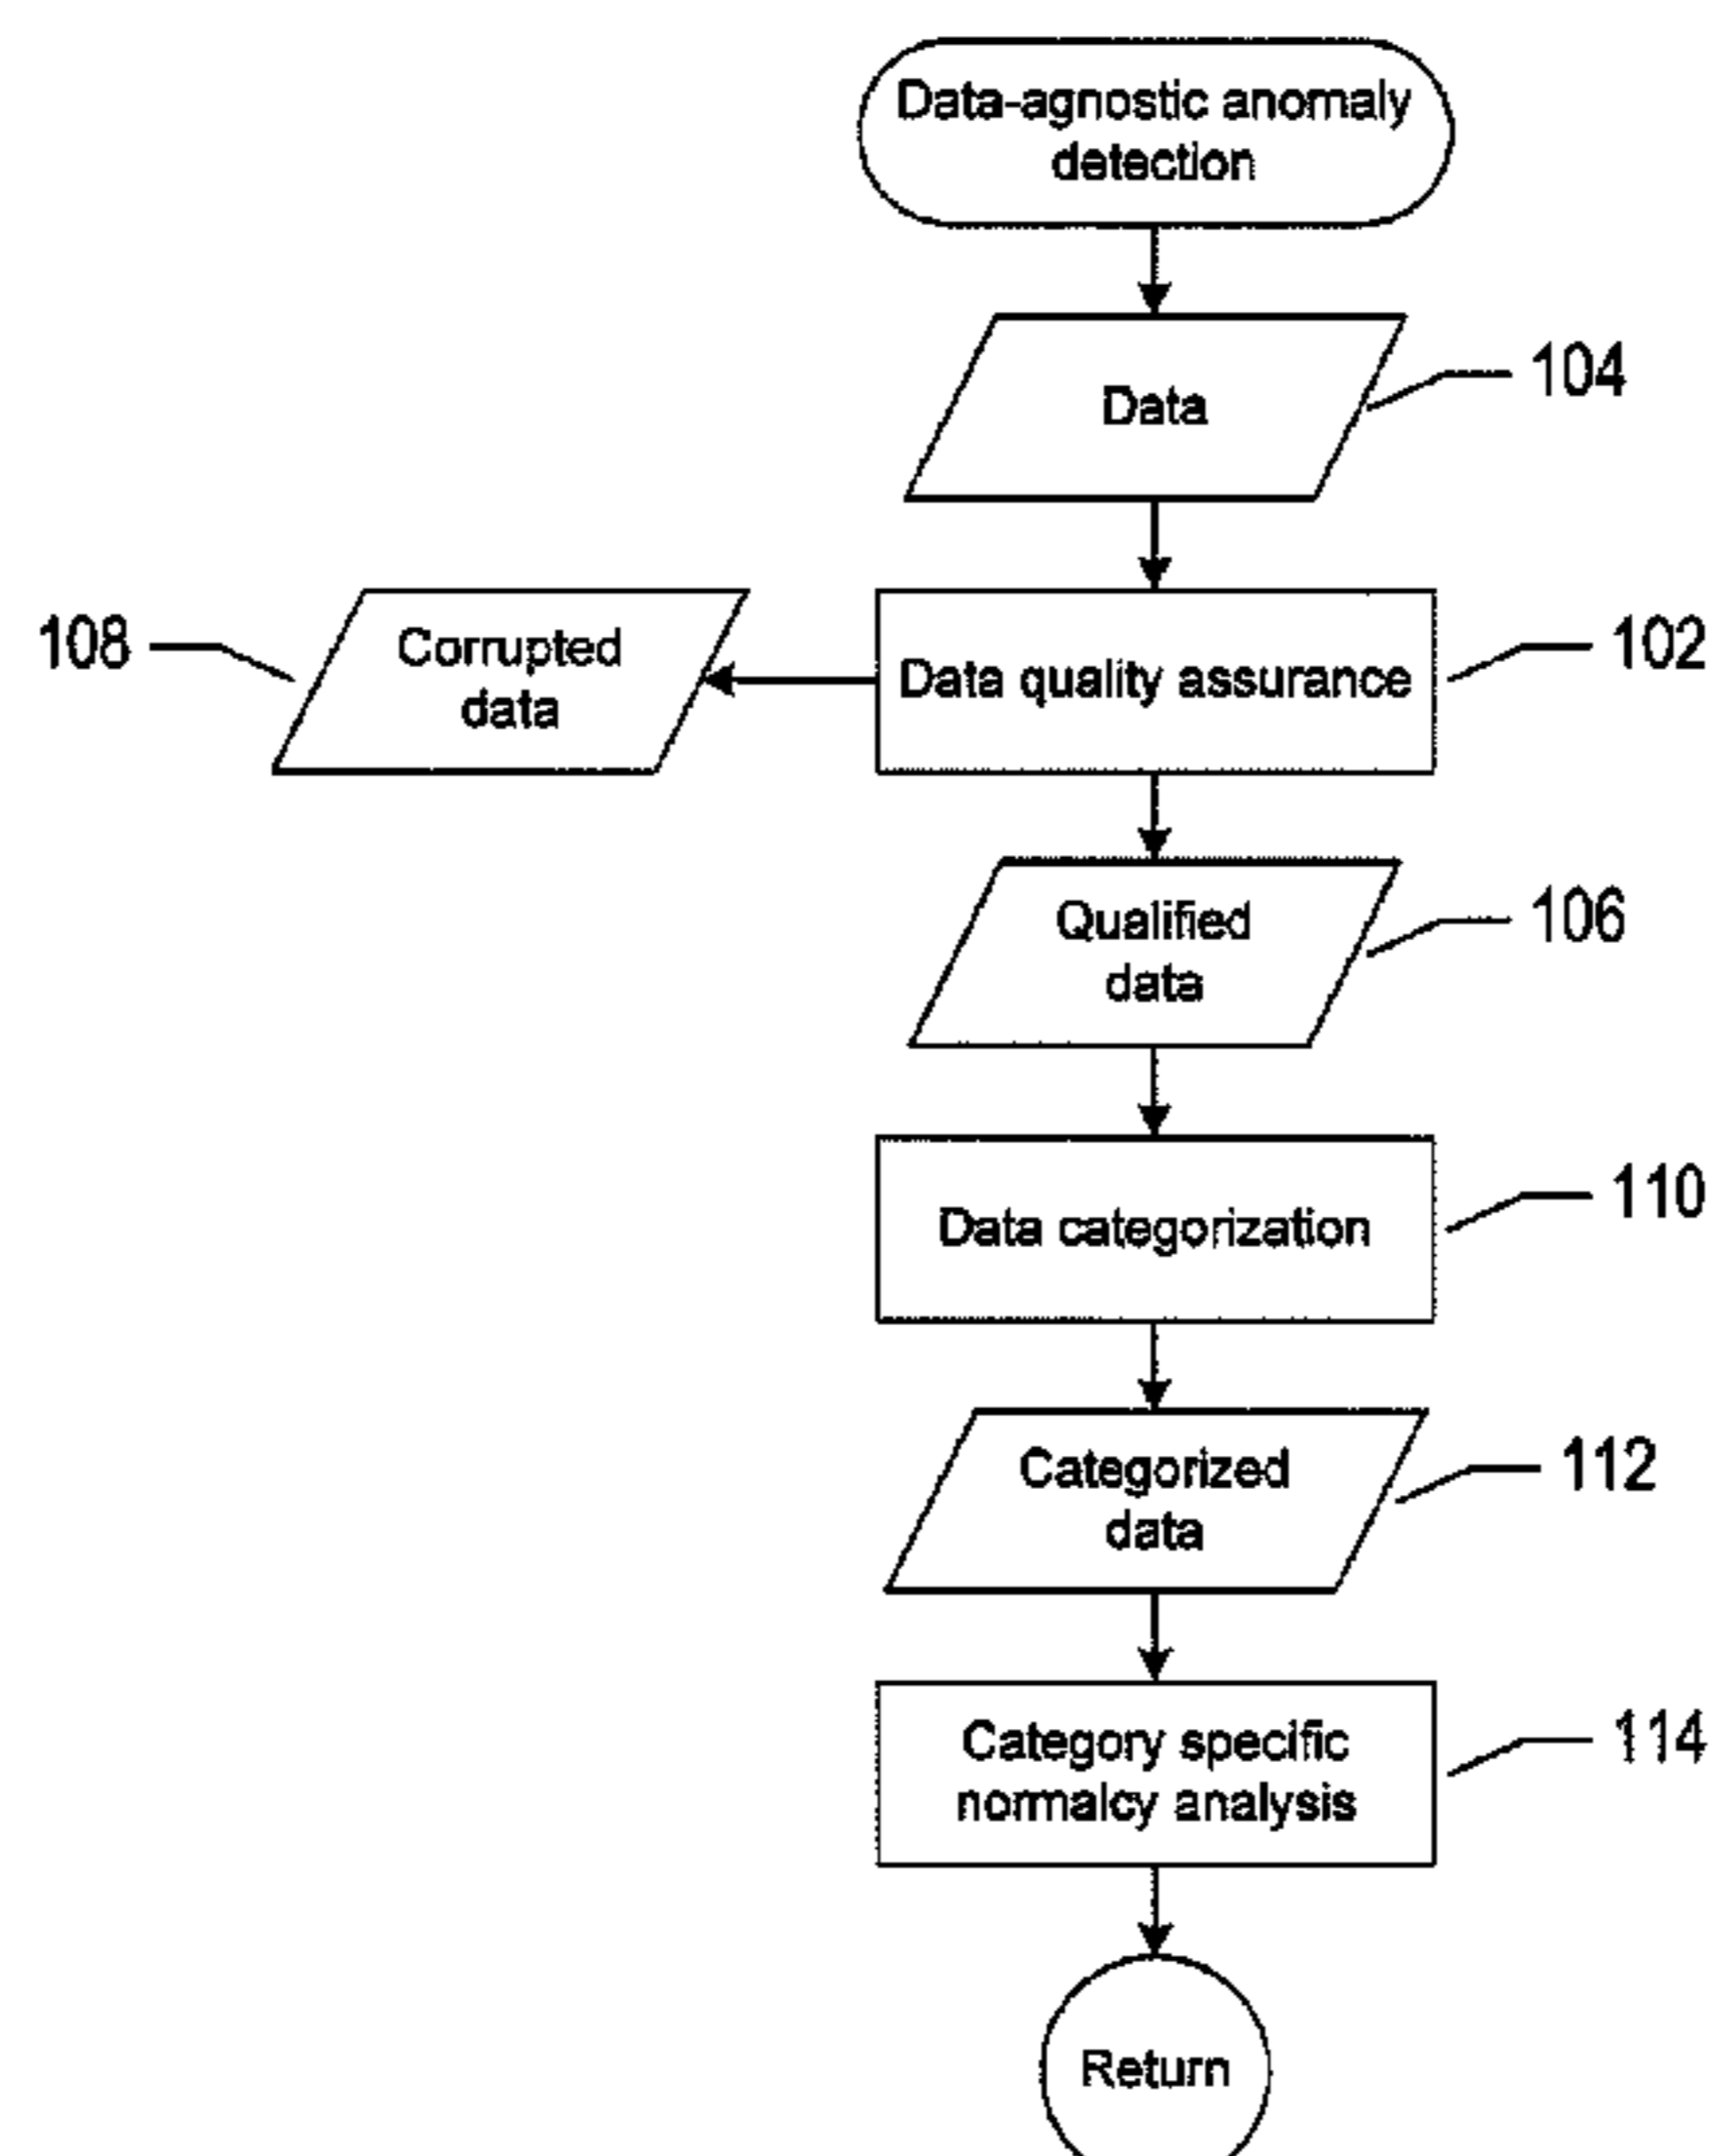 Data-agnostic anomaly
detection
Data
104
108
Corrupted
data
Data quality assurance
102
Qualified
data
106
Data categorization
110
Categorized
data
112
Category specific
normalcy analysis
114
Return